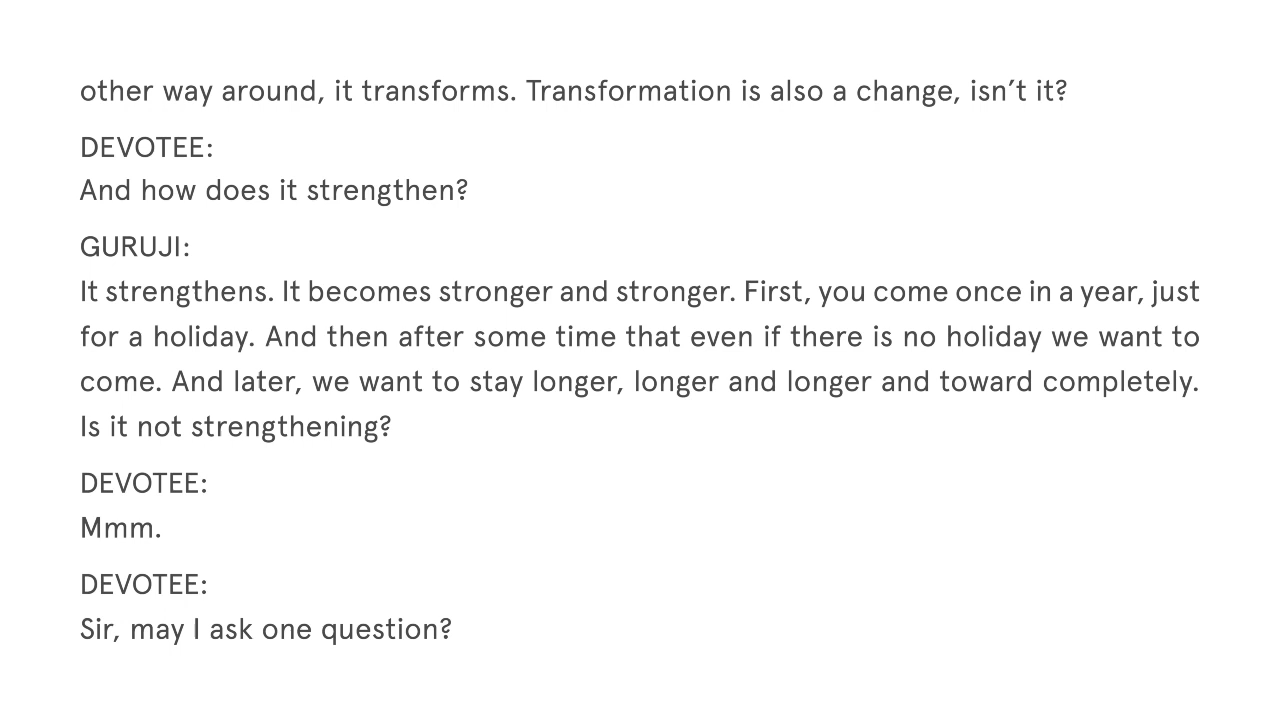 other way around, it transforms. Transformation is also a change, isn’t it?
DEVOTEE:
And how does it strengthen?
GURUJI:
It strengthens. It becomes stronger and stronger. First, you come once in a year, just
for a holiday. And then after some time that even if there is no holiday we want to
come. And later, we want to stay longer, longer and longer and toward completely.
Is it not strengthening?
DEVOTEE:
Mmm.
DEVOTEE:
Sir, may I ask one question?